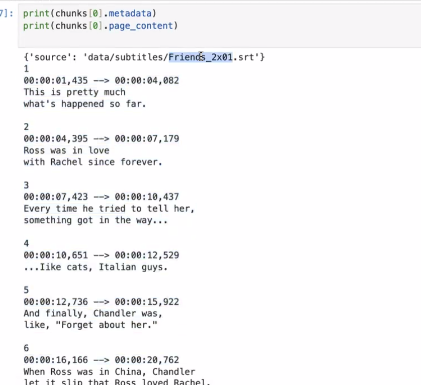 7]: print(chunks[0].metadata)
print(chunks[0].page_content)
{'source': 'data/subtitles/Friends_2x01.srt'}
1
00:00:01,435 --> 00:00:04,082
This is pretty much
what's happened so far.
2
00:00:04,395 --> 00:00:07,179
Ross was in love
with Rachel since forever.
3
00:00:07,423 --> 00:00:10,437
Every time he tried to tell her,
something got in the way...
4
00:00:10,651 --> 00:00:12,529
...Iike cats, Italian guys.
5
00:00:12,736 --> 00:00:15,922
And finally, Chandler was,
like, "Forget about her."
6
00:00:16,166 --> 00:00:20,762
When Ross was in China, Chandler
let it slip that Ross loved Rachel.